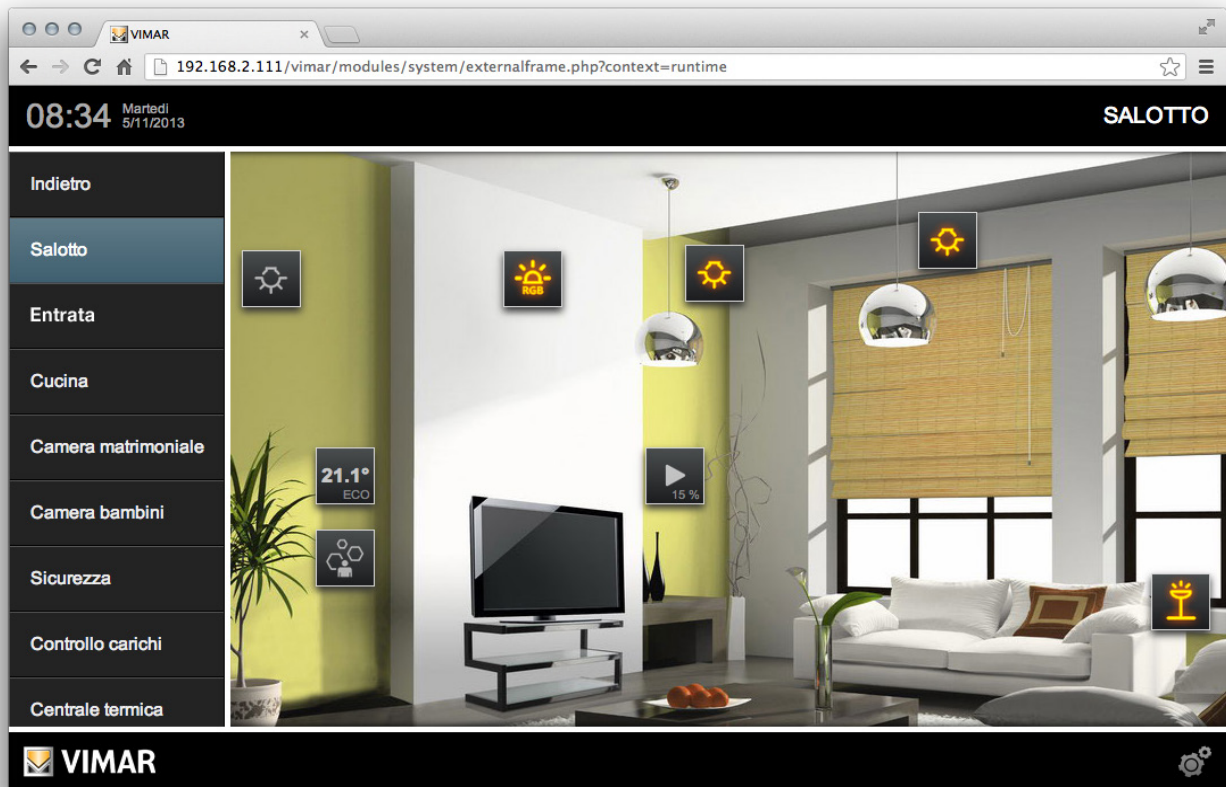 VIMAR
192.168.2.111/vimar/modules/system/externalframe.php?context=runtime
08:34
Martedì
5/11/2013
SALOTTO
Indietro
Salotto
Entrata
Cucina
Camera matrimoniale
Camera bambini
Sicurezza
Controllo carichi
Centrale termica
RGB
21.1°
ECO
15 %
VIMAR